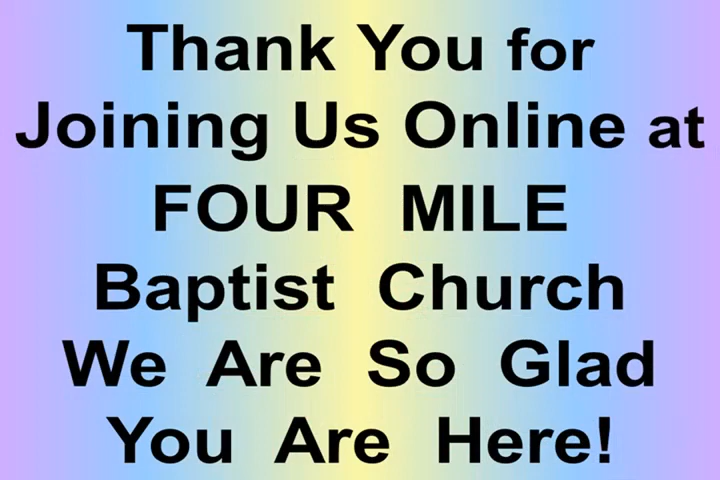 Thank You for
Joining Us Online at
FOUR MILE
Baptist Church
We Are So Glad
You Are Here!